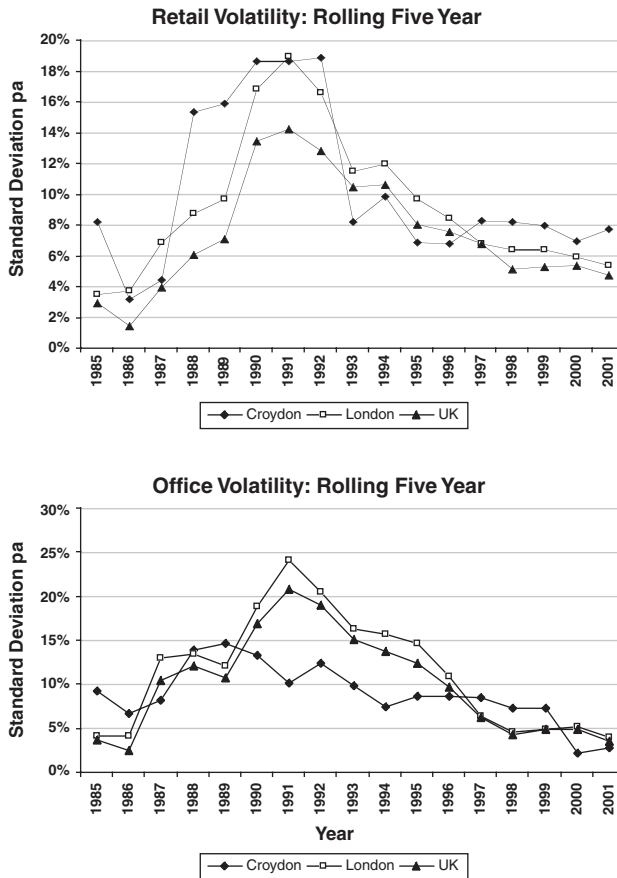 Retail Volatility: Rolling Five Year
Standard Deviation pa
20%
18%
16%
14%
12%
10%
8%
6%
4%
2%
0%
1985 1986 1987 1988 1989 1990 1991 1992 1993 1994 1995 1996 1997 1998 1999 2000 2001
Croydon London UK
Office Volatility: Rolling Five Year
Standard Deviation pa
30%
25%
20%
15%
10%
5%
0%
1985 1986 1987 1988 1989 1990 1991 1992 1993 1994 1995 1996 1997 1998 1999 2000 2001
Year
Croydon London UK